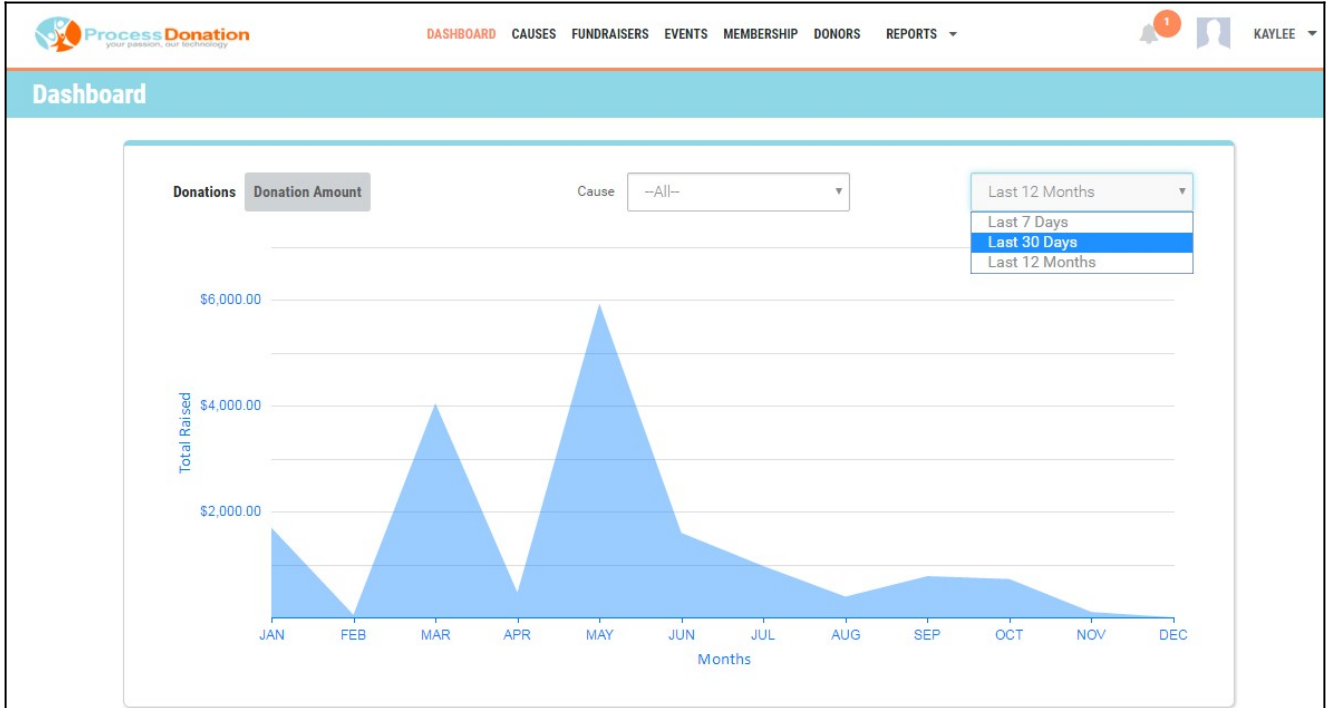 ProcessDonation
your passion, our technology
DASHBOARD CAUSES FUNDRAISERS EVENTS MEMBERSHIP DONORS REPORTS
1
KAYLEE
Dashboard
Donations Donation Amount
Cause --All--
Last 12 Months
Last 7 Days
Last 30 Days
Last 12 Months
$6,000.00
$4,000.00
$2,000.00
Total Raised
JAN FEB MAR APR MAY JUN JUL AUG SEP OCT NOV DEC
Months